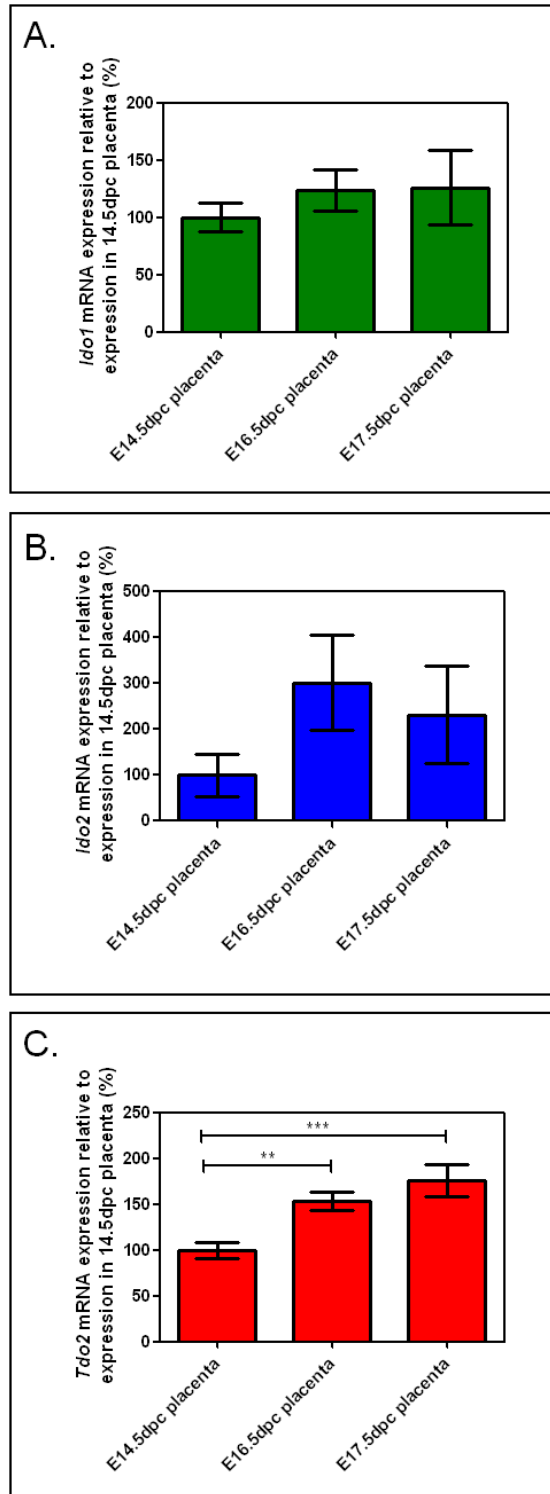 A.
Ido1 mRNA expression relative to
expression in 14.5dpc placenta (%)
200
150
100
50
0
E14.5dpc placenta
E16.5dpc placenta
E17.5dpc placenta
B.
Ido2 mRNA expression relative to
expression in 14.5dpc placenta (%)
500
400
300
200
100
0
E14.5dpc placenta
E16.5dpc placenta
E17.5dpc placenta
C.
Tdo2 mRNA expression relative to
expression in 14.5dpc placenta (%)
250
200
150
100
50
0
***
**
E14.5dpc placenta
E16.5dpc placenta
E17.5dpc placenta